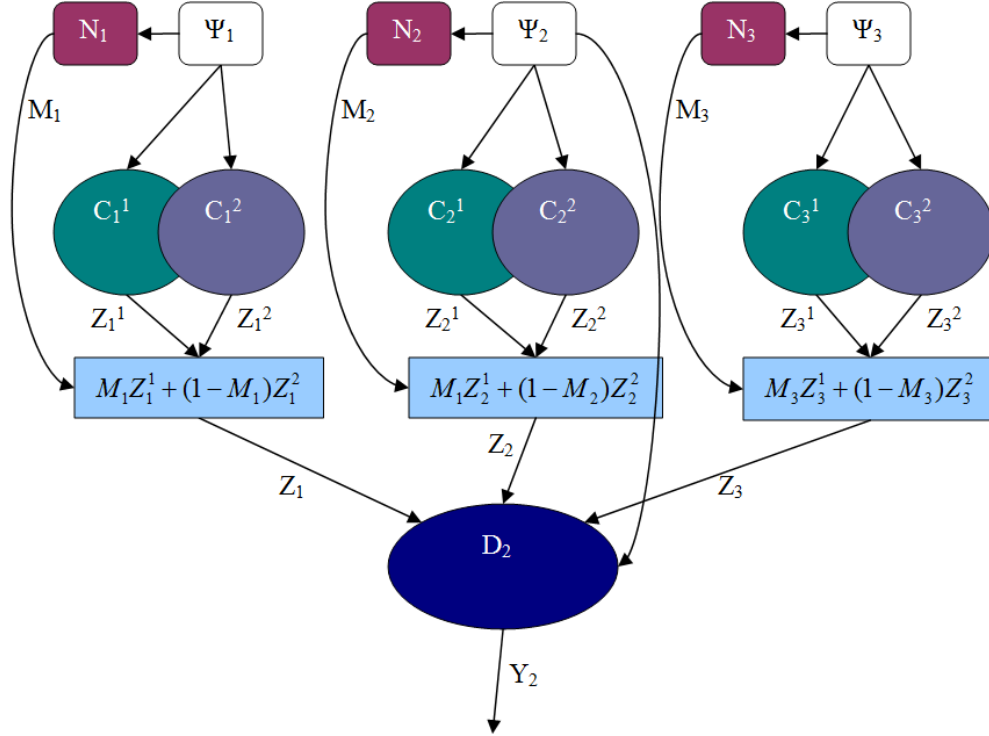 N₁ Ψ₁ N₂ Ψ₂ N₃ Ψ₃
M₁ M₂ M₃
C₁¹ C₁² C₂¹ C₂² C₃¹ C₃²
Z₁¹ Z₁² Z₂¹ Z₂² Z₃¹ Z₃²
M₁Z₁¹ + (1−M₁)Z₁² M₁Z₂¹ + (1−M₂)Z₂² M₃Z₃¹ + (1−M₃)Z₃²
Z₁ Z₂ Z₃
D₂
Y₂